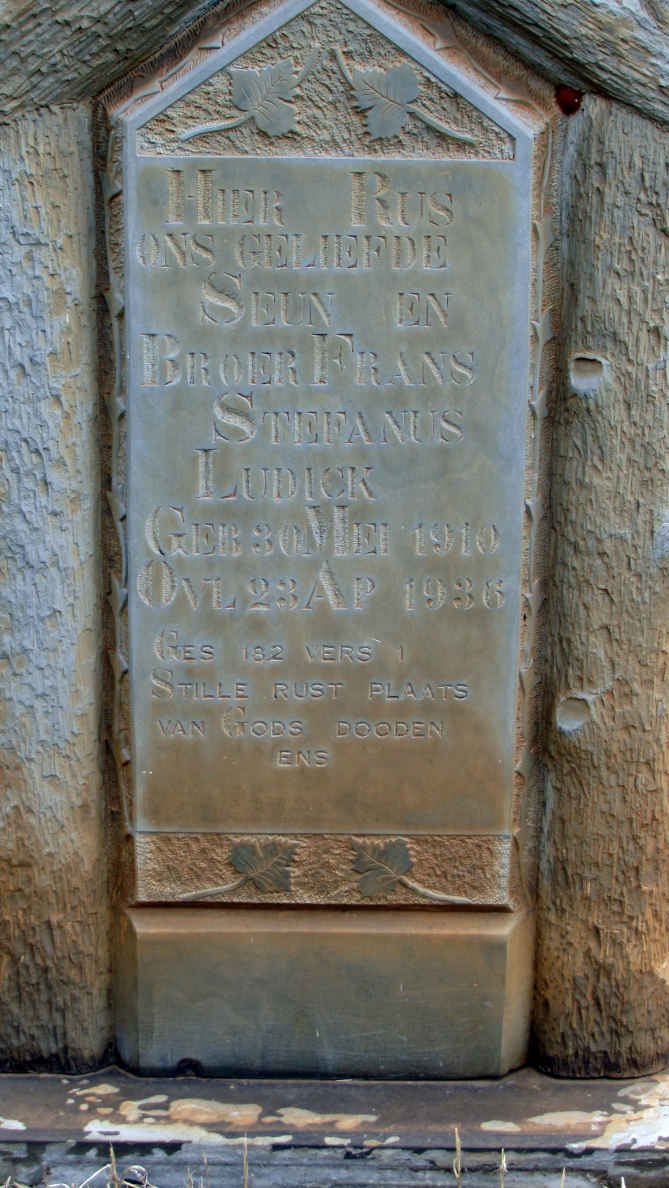 HIER RUS
ONS GELIEFDE
SEUN EN
BROER FRANS
STEFANUS
LUDICK
GEB 30 MEI 1910
OVL 23 AP 1936
GES 182 VERS 1
STILLE RUST PLAATS
VAN GODS DOODEN
ENS